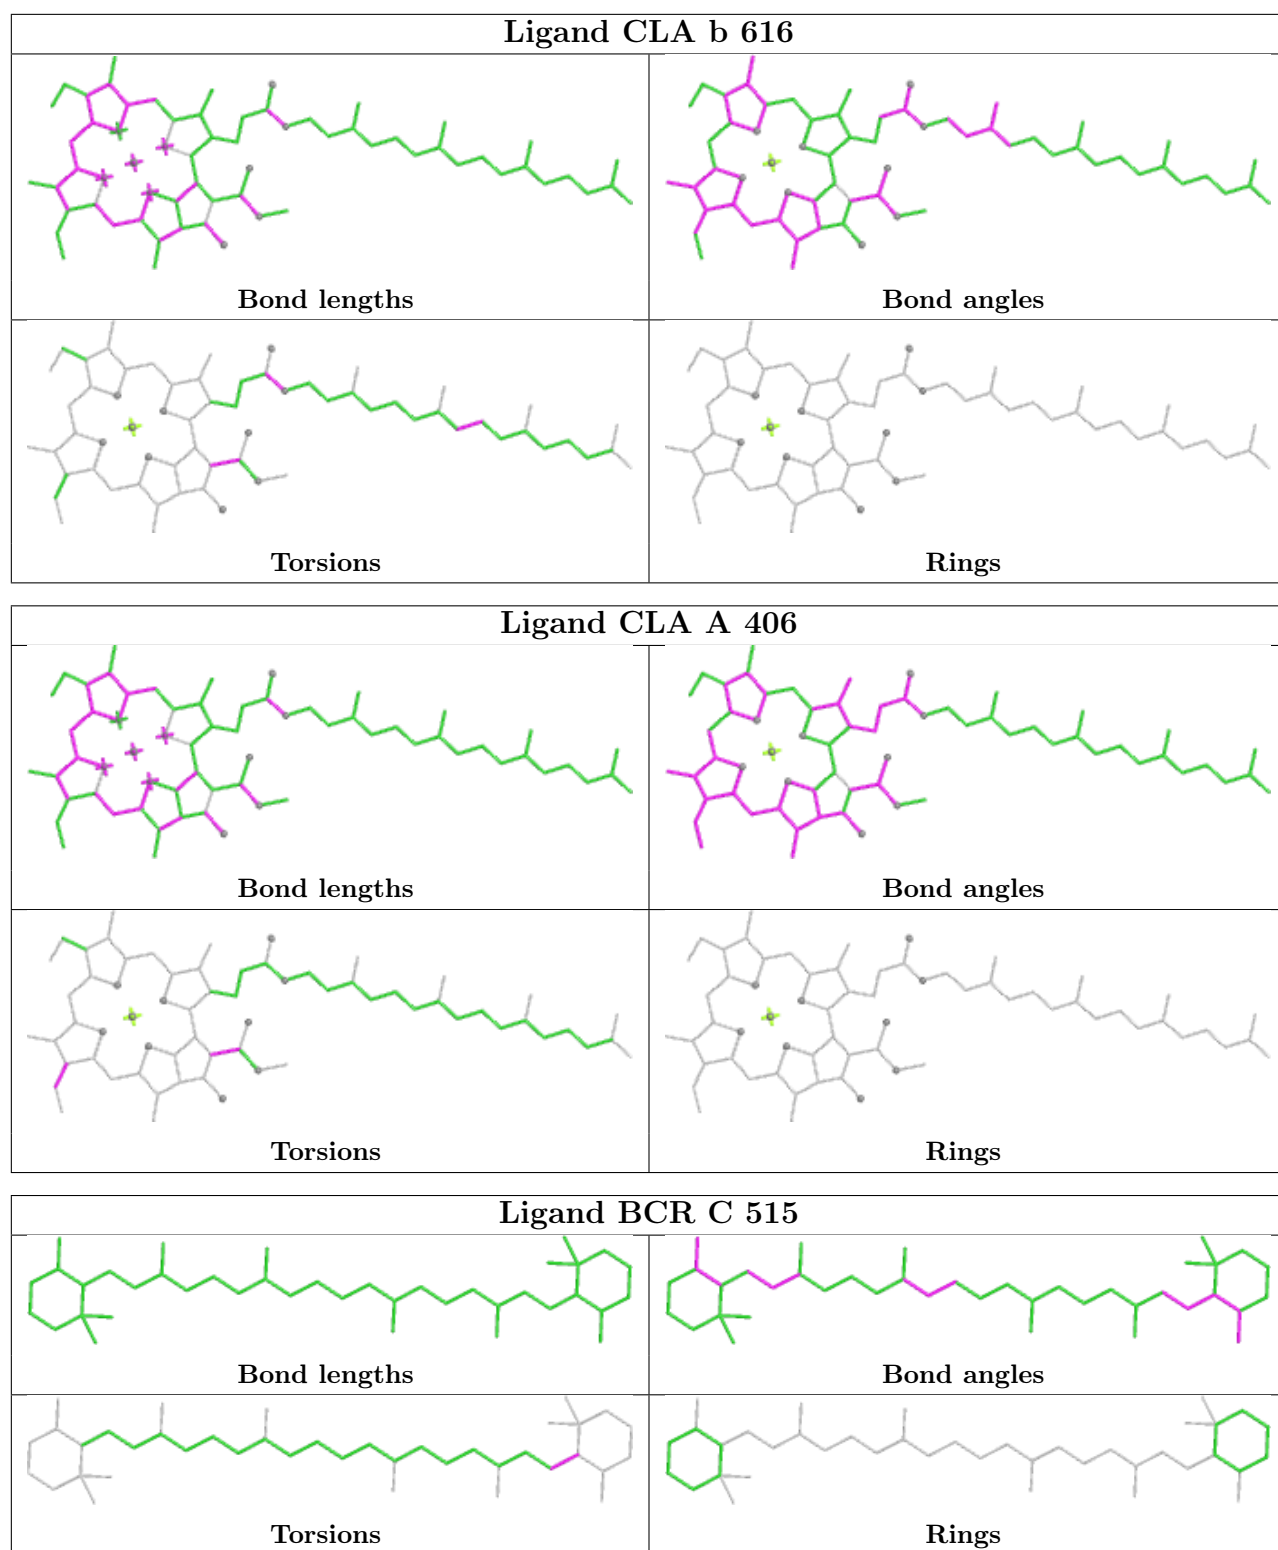 Ligand CLA b 616
Bond lengths
Bond angles
Torsions
Rings
Ligand CLA A 406
Bond lengths
Bond angles
Torsions
Rings
Ligand BCR C 515
Bond lengths
Bond angles
Torsions
Rings